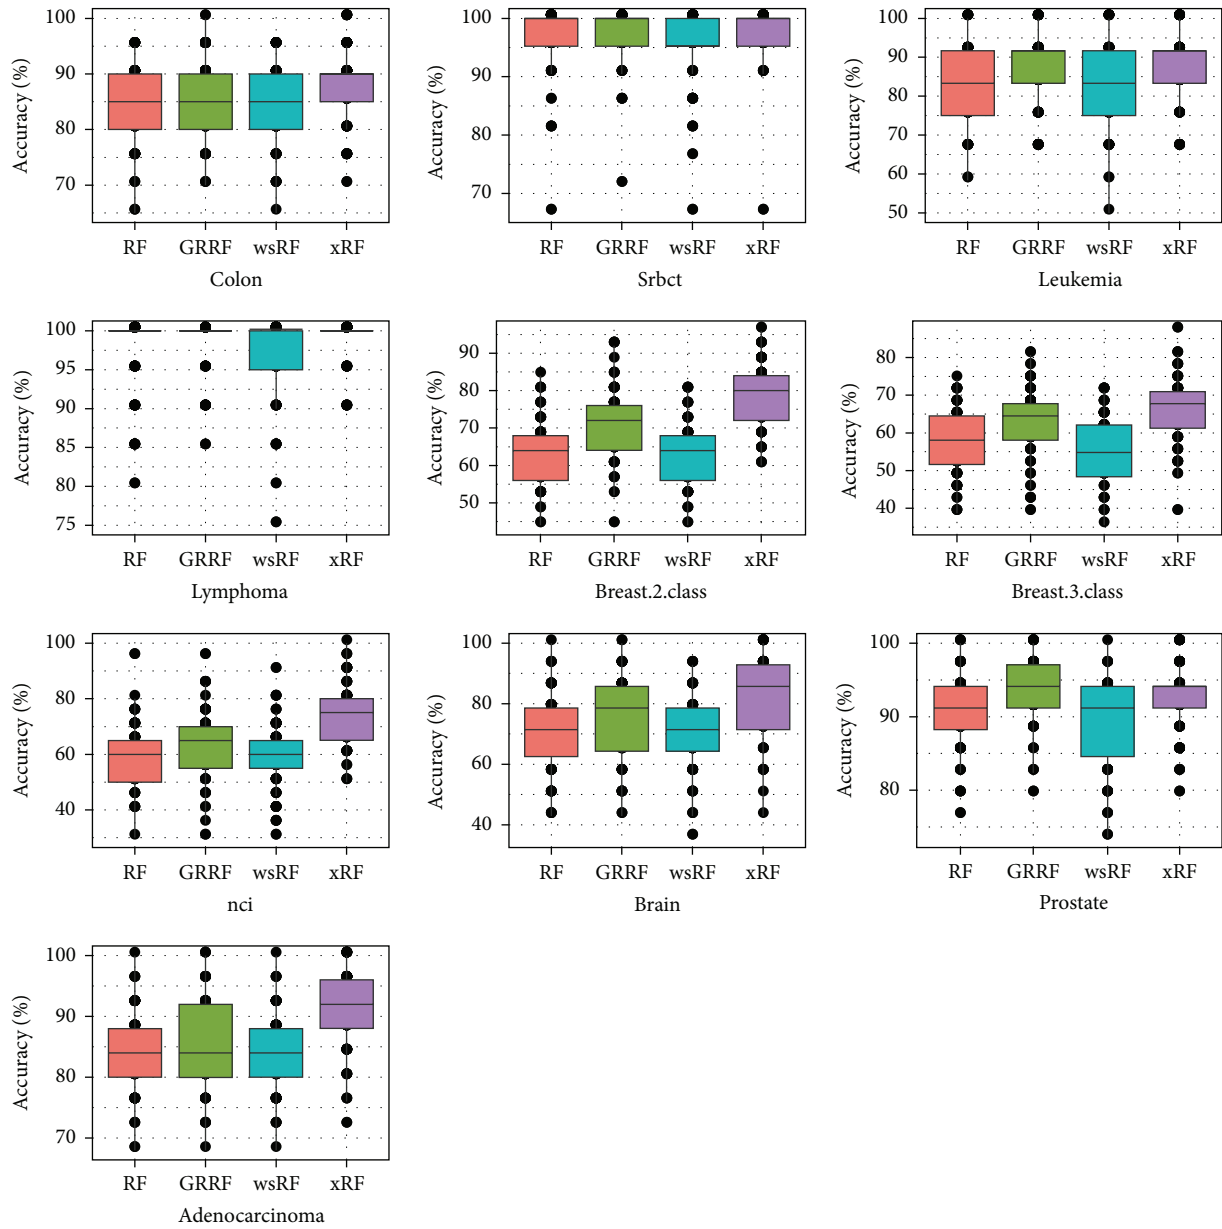 Accuracy (%)
100
90
80
70
RF GRRF wsRF xRF
Colon
Accuracy (%)
100
90
80
70
RF GRRF wsRF xRF
Srbct
Accuracy (%)
100
90
80
70
60
50
RF GRRF wsRF xRF
Leukemia
Accuracy (%)
100
95
90
85
80
75
RF GRRF wsRF xRF
Lymphoma
Accuracy (%)
90
80
70
60
50
RF GRRF wsRF xRF
Breast.2.class
Accuracy (%)
80
70
60
50
40
RF GRRF wsRF xRF
Breast.3.class
Accuracy (%)
100
80
60
40
RF GRRF wsRF xRF
nci
Accuracy (%)
100
80
60
40
RF GRRF wsRF xRF
Brain
Accuracy (%)
100
90
80
RF GRRF wsRF xRF
Prostate
Accuracy (%)
100
90
80
70
RF GRRF wsRF xRF
Adenocarcinoma